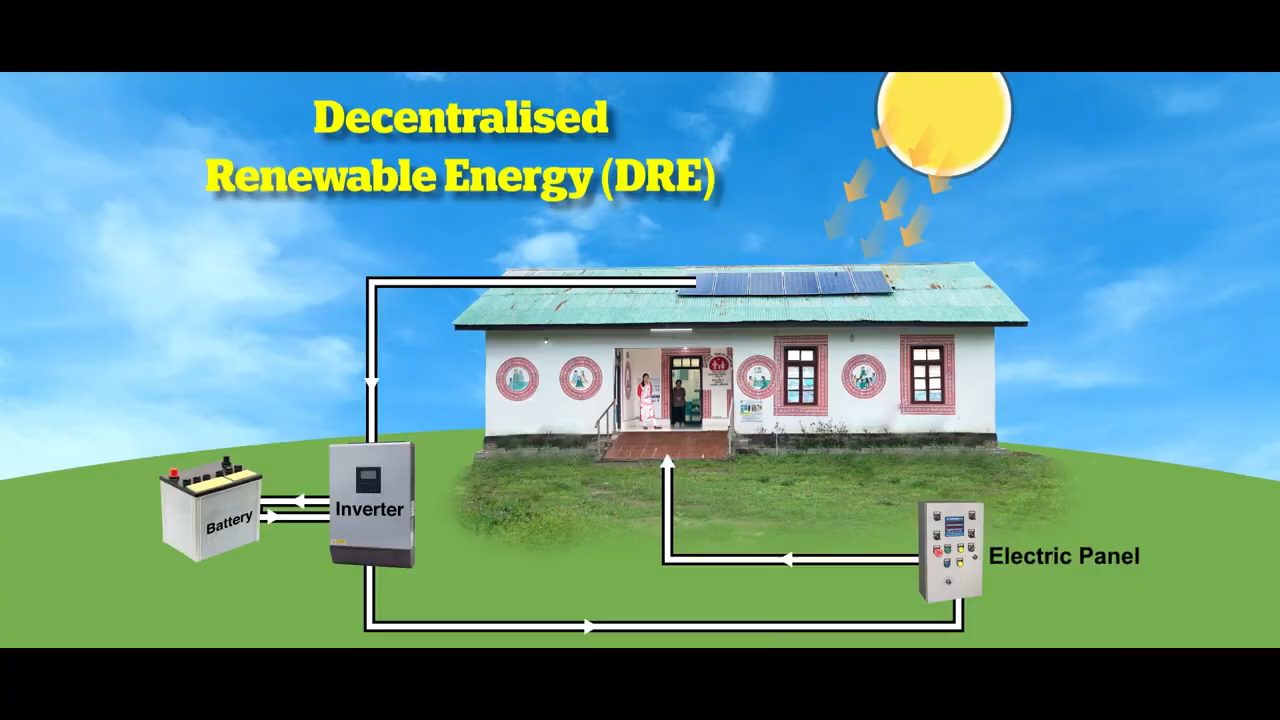 Decentralised
Renewable Energy (DRE)
Battery
Inverter
Electric Panel